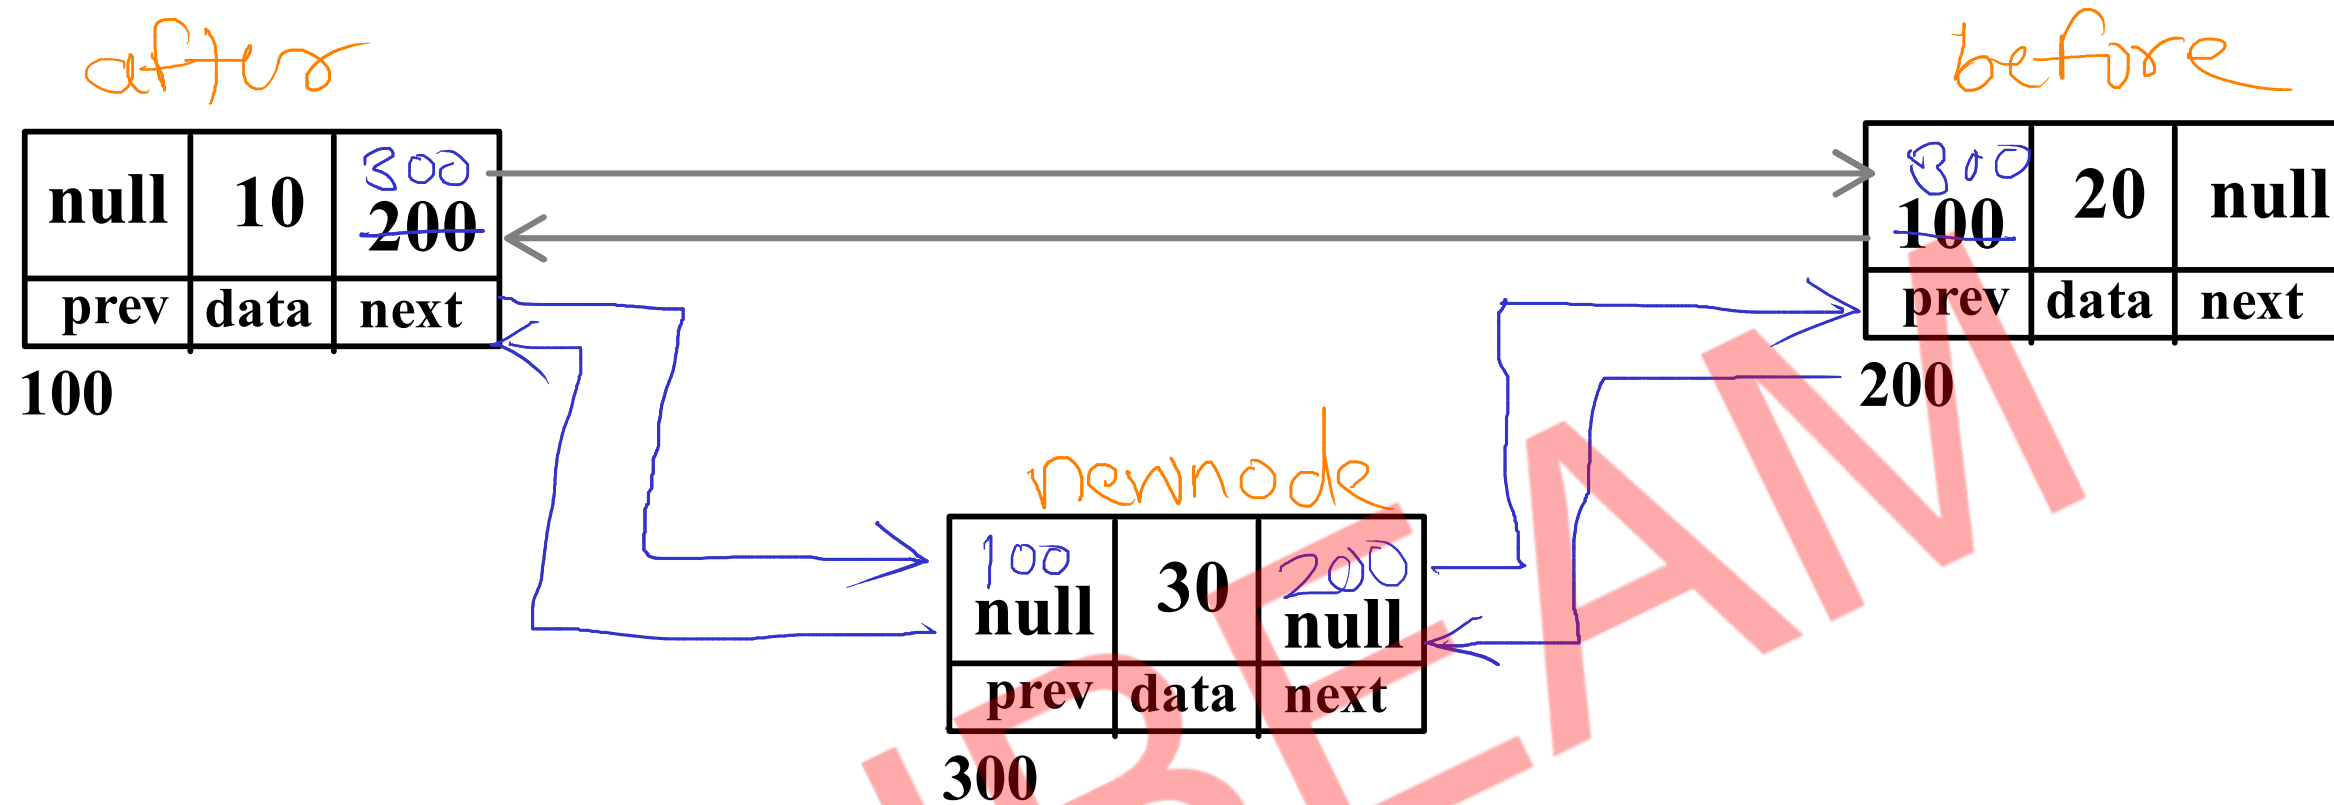 after
before
300
null 10 200
prev data next
100
300
100 20 null
prev data next
200
newnode
100 200
null 30 null
prev data next
300
BEAM